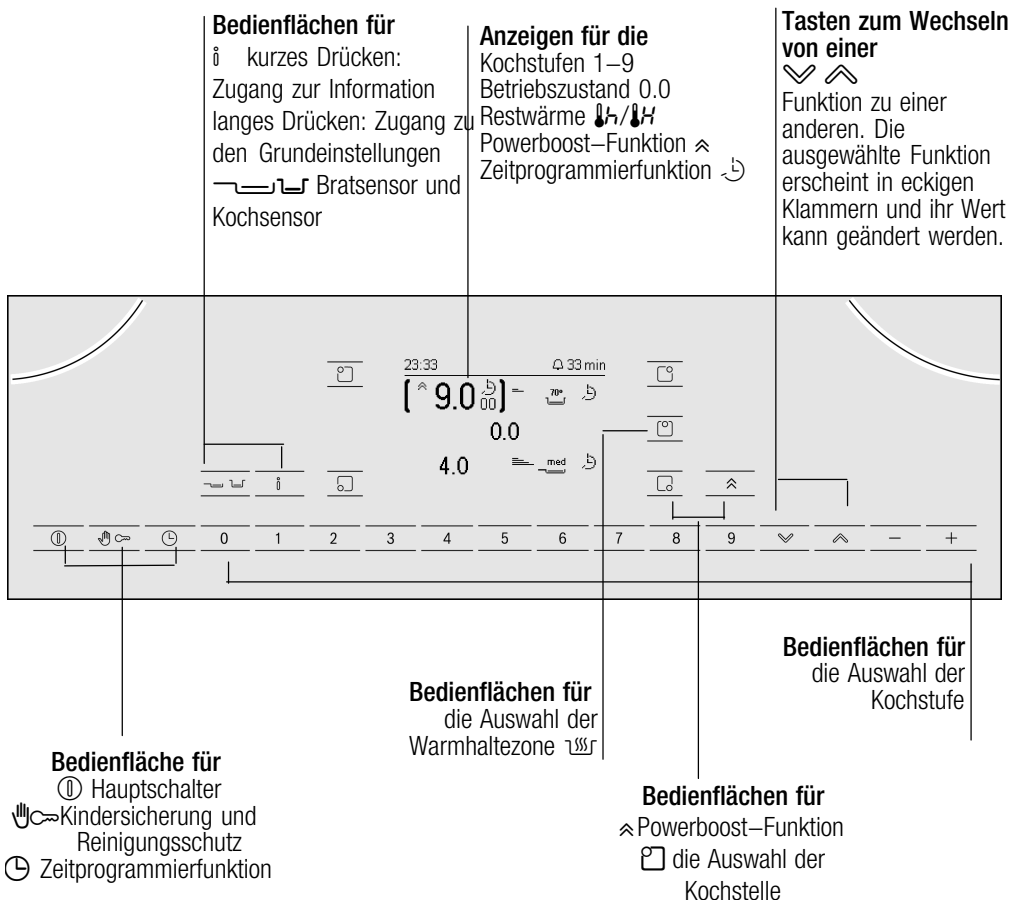 Bedienflächen für
kurzes Drücken:
Zugang zur Information
langes Drücken: Zugang zu
den Grundeinstellungen
Bratsensor und
Kochsensor
Anzeigen für die
Kochstufen 1–9
Betriebszustand 0.0
Restwärme h/H
Powerboost–Funktion
Zeitprogrammierfunktion
Tasten zum Wechseln
von einer
Funktion zu einer
anderen. Die
ausgewählte Funktion
erscheint in eckigen
Klammern und ihr Wert
kann geändert werden.
23:33 33 min
[ 9.0 00 ] 70°
0.0
4.0 med
0 1 2 3 4 5 6 7 8 9 − +
Bedienflächen für
die Auswahl der
Kochstufe
Bedienflächen für
die Auswahl der
Warmhaltezone
Bedienfläche für
Hauptschalter
Kindersicherung und
Reinigungsschutz
Zeitprogrammierfunktion
Bedienflächen für
Powerboost–Funktion
die Auswahl der
Kochstelle